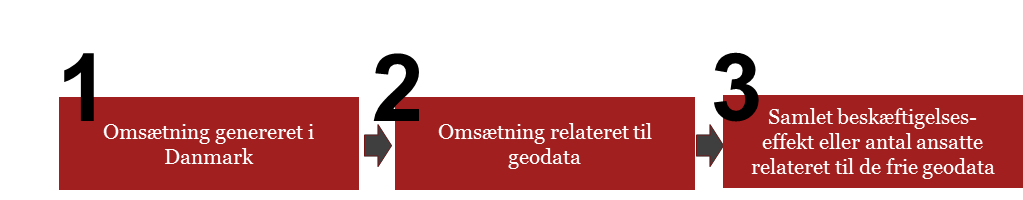 1
Omsætning genereret i
Danmark
2
Omsætning relateret til
geodata
3
Samlet beskæftigelses-
effekt eller antal ansatte
relateret til de frie geodata